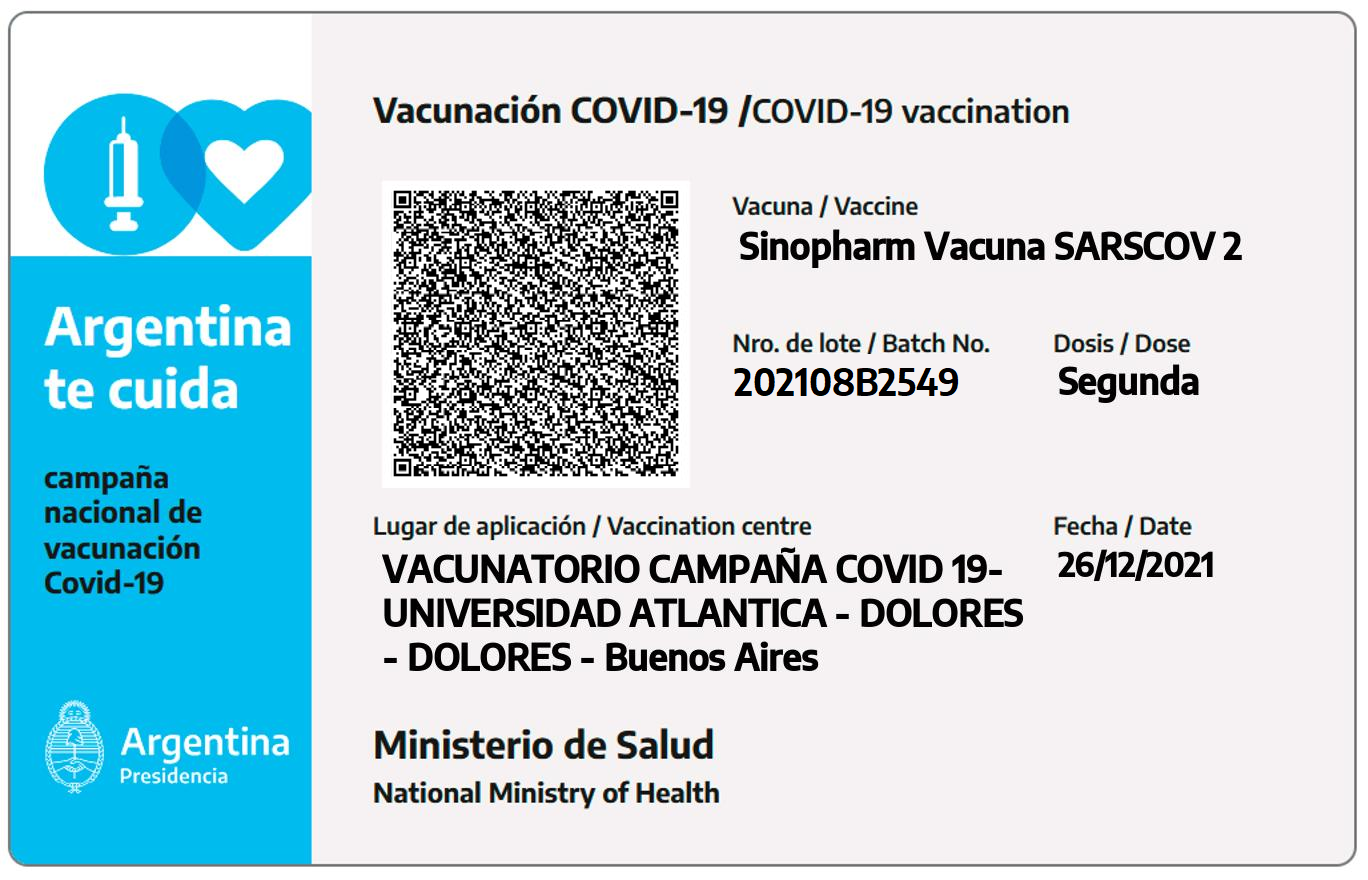 Vacunación COVID-19 /COVID-19 vaccination
Vacuna / Vaccine
Sinopharm Vacuna SARSCOV 2
Nro. de lote / Batch No.
202108B2549
Dosis / Dose
Segunda
Lugar de aplicación / Vaccination centre
VACUNATORIO CAMPAÑA COVID 19-
UNIVERSIDAD ATLANTICA - DOLORES
- DOLORES - Buenos Aires
Fecha / Date
26/12/2021
Ministerio de Salud
National Ministry of Health
Argentina
te cuida
campaña
nacional de
vacunación
Covid-19
Argentina
Presidencia